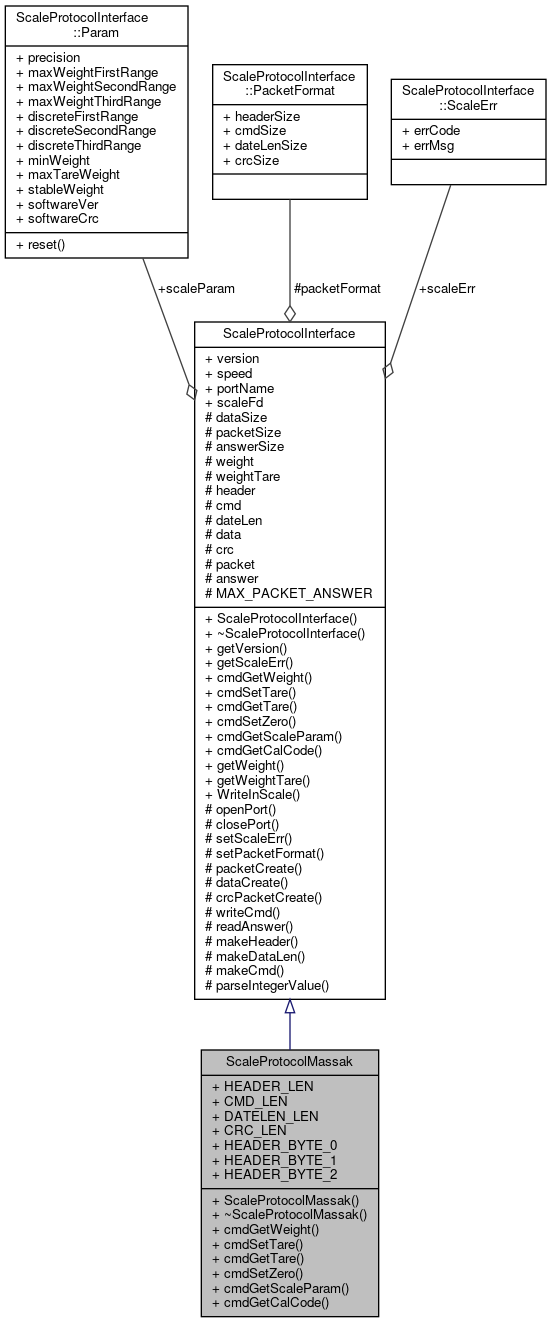 ScaleProtocolInterface
::Param
+ precision
+ maxWeightFirstRange
+ maxWeightSecondRange
+ maxWeightThirdRange
+ discreteFirstRange
+ discreteSecondRange
+ discreteThirdRange
+ minWeight
+ maxTareWeight
+ stableWeight
+ softwareVer
+ softwareCrc
+ reset()
ScaleProtocolInterface
::PacketFormat
+ headerSize
+ cmdSize
+ dateLenSize
+ crcSize
ScaleProtocolInterface
::ScaleErr
+ errCode
+ errMsg
+scaleParam
#packetFormat
+scaleErr
ScaleProtocolInterface
+ version
+ speed
+ portName
+ scaleFd
# dataSize
# packetSize
# answerSize
# weight
# weightTare
# header
# cmd
# dateLen
# data
# crc
# packet
# answer
# MAX_PACKET_ANSWER
+ ScaleProtocolInterface()
+ ~ScaleProtocolInterface()
+ getVersion()
+ getScaleErr()
+ cmdGetWeight()
+ cmdSetTare()
+ cmdGetTare()
+ cmdSetZero()
+ cmdGetScaleParam()
+ cmdGetCalCode()
+ getWeight()
+ getWeightTare()
+ WriteInScale()
# openPort()
# closePort()
# setScaleErr()
# setPacketFormat()
# packetCreate()
# dataCreate()
# crcPacketCreate()
# writeCmd()
# readAnswer()
# makeHeader()
# makeDataLen()
# makeCmd()
# parseIntegerValue()
ScaleProtocolMassak
+ HEADER_LEN
+ CMD_LEN
+ DATELEN_LEN
+ CRC_LEN
+ HEADER_BYTE_0
+ HEADER_BYTE_1
+ HEADER_BYTE_2
+ ScaleProtocolMassak()
+ ~ScaleProtocolMassak()
+ cmdGetWeight()
+ cmdSetTare()
+ cmdGetTare()
+ cmdSetZero()
+ cmdGetScaleParam()
+ cmdGetCalCode()